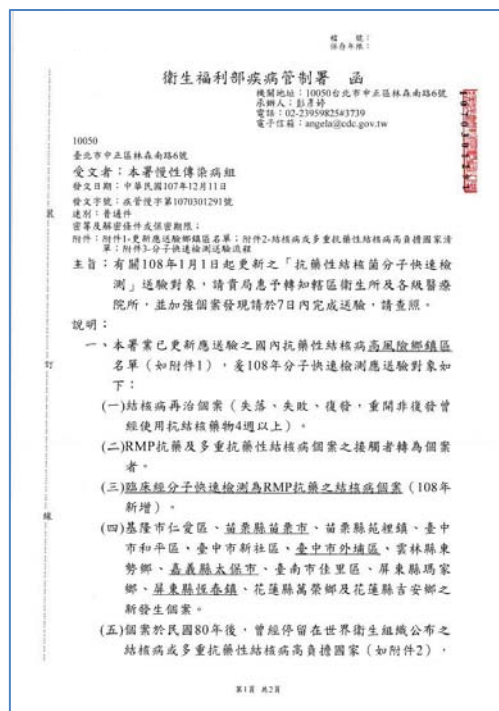 檔　號：
保存年限：
衛生福利部疾病管制署　函
機關地址：10050台北市中正區林森南路6號
承辦人：彭彥婷
電話：02-23959825#3739
電子信箱：angela@cdc.gov.tw
10050
臺北市中正區林森南路6號
受文者：本署慢性傳染病組
發文日期：中華民國107年12月11日
發文字號：疾管慢字第1070301291號
速別：普通件
密等及解密條件或保密期限：
附件：附件1-更新應送驗鄉鎮區名單；附件2-結核病或多重抗藥性結核病高負擔國家清
單；附件3-分子快速檢測送驗流程
主旨：有關108年1月1日起更新之「抗藥性結核菌分子快速檢
測」送驗對象，請貴局惠予轉知轄區衛生所及各級醫療
院所，並加強個案發現請於7日內完成送驗，請查照。
說明：
一、本署業已更新應送驗之國內抗藥性結核病高風險鄉鎮區
名單（如附件1），爰108年分子快速檢測應送驗對象如
下：
(一)結核病再治個案（失落、失敗、復發，重開非復發曾
經使用抗結核藥物4週以上）。
(二)RMP抗藥及多重抗藥性結核病個案之接觸者轉為個案
者。
(三)臨床經分子快速檢測為RMP抗藥之結核病個案（108年
新增）。
(四)基隆市仁愛區、苗栗縣苗栗市、苗栗縣苑裡鎮、臺中
市和平區、臺中市新社區、臺中市外埔區、雲林縣東
勢鄉、嘉義縣太保市、臺南市佳里區、屏東縣瑪家
鄉、屏東縣恆春鎮、花蓮縣萬榮鄉及花蓮縣吉安鄉之
新發生個案。
(五)個案於民國80年後，曾經停留在世界衛生組織公布之
結核病或多重抗藥性結核病高負擔國家（如附件2），
裝
訂
線
第1頁 共2頁